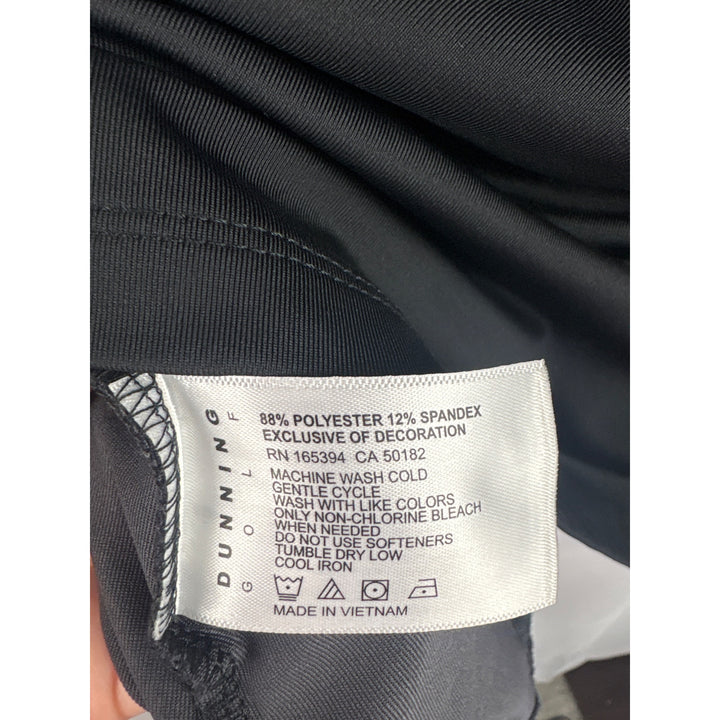 DUNNING
GOLF
88% POLYESTER 12% SPANDEX
EXCLUSIVE OF DECORATION
RN 165394 CA 50182
MACHINE WASH COLD
GENTLE CYCLE
WASH WITH LIKE COLORS
ONLY NON-CHLORINE BLEACH
WHEN NEEDED
DO NOT USE SOFTENERS
TUMBLE DRY LOW
COOL IRON
MADE IN VIETNAM